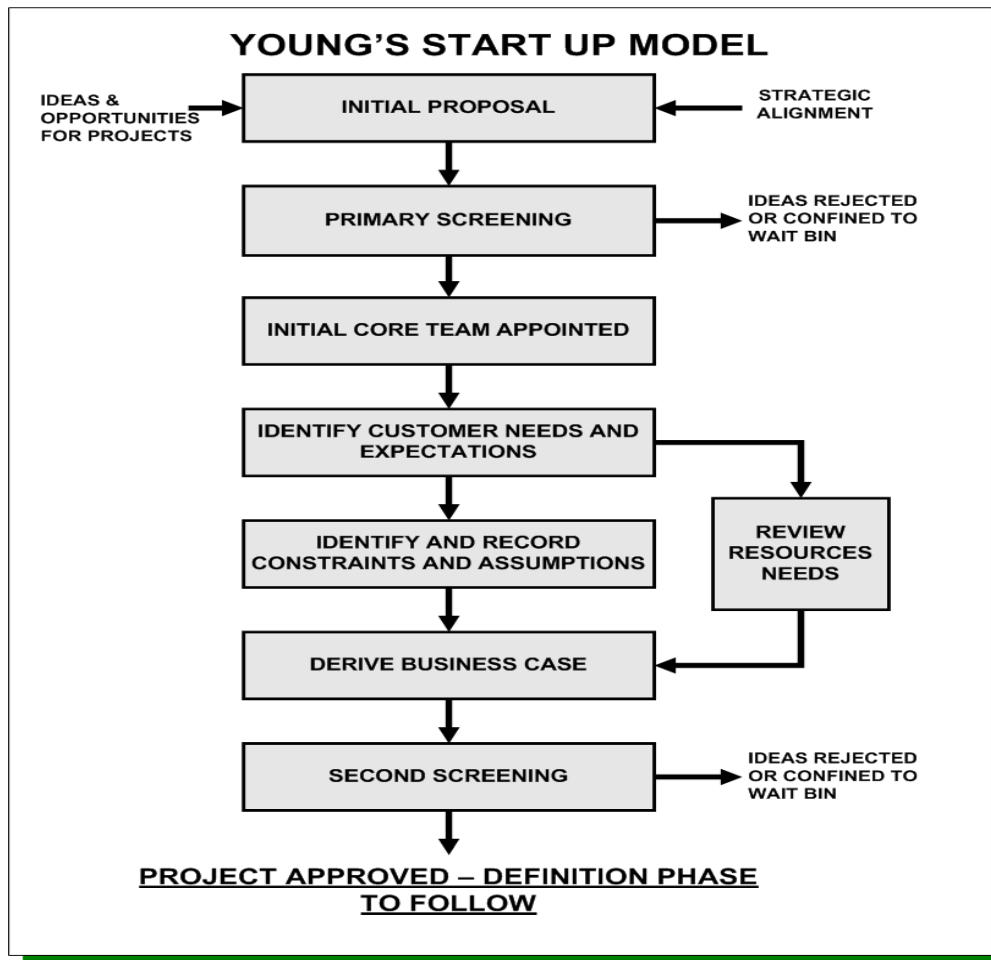 YOUNG'S START UP MODEL
IDEAS &
OPPORTUNITIES
FOR PROJECTS
INITIAL PROPOSAL
STRATEGIC
ALIGNMENT
PRIMARY SCREENING
IDEAS REJECTED
OR CONFINED TO
WAIT BIN
INITIAL CORE TEAM APPOINTED
IDENTIFY CUSTOMER NEEDS AND
EXPECTATIONS
IDENTIFY AND RECORD
CONSTRAINTS AND ASSUMPTIONS
REVIEW
RESOURCES
NEEDS
DERIVE BUSINESS CASE
SECOND SCREENING
IDEAS REJECTED
OR CONFINED TO
WAIT BIN
PROJECT APPROVED – DEFINITION PHASE
TO FOLLOW